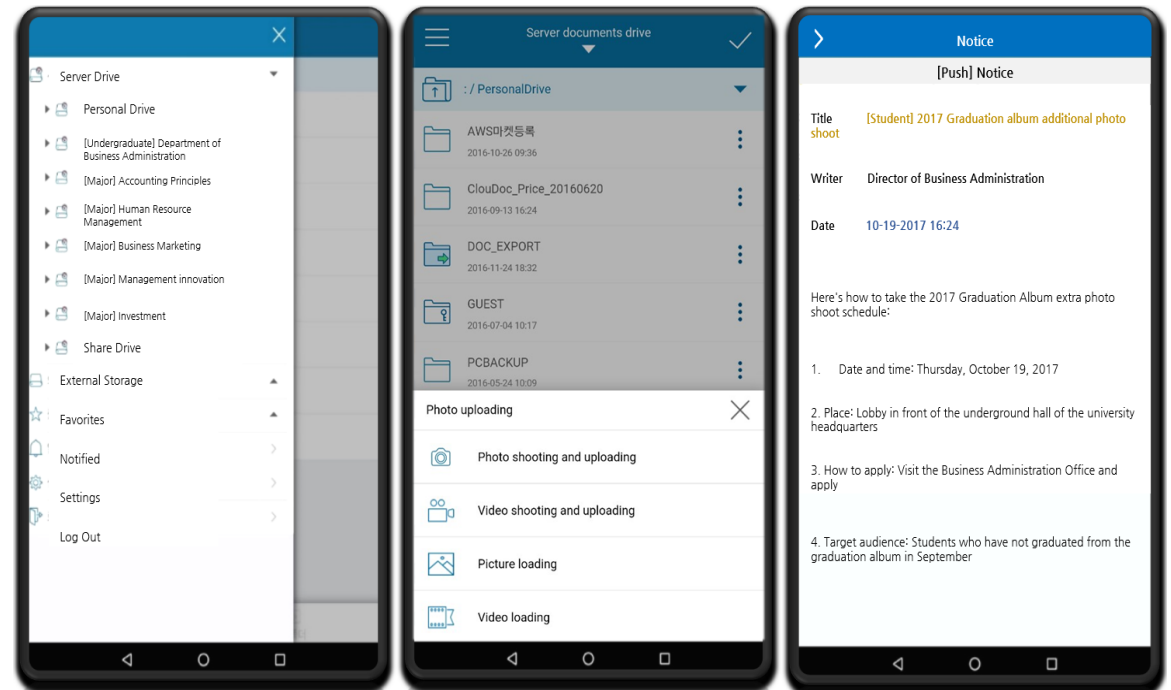 Server Drive
Personal Drive
[Undergraduate] Department of
Business Administration
[Major] Accounting Principles
[Major] Human Resource
Management
[Major] Business Marketing
[Major] Management innovation
[Major] Investment
Share Drive
External Storage
Favorites
Notified
Settings
Log Out
Server documents drive
: / PersonalDrive
AWS마켓등록
2016-10-26 09:36
ClouDoc_Price_20160620
2016-09-13 16:24
DOC_EXPORT
2016-11-24 18:32
GUEST
2016-07-04 10:17
PCBACKUP
2016-05-24 10:09
Photo uploading
Photo shooting and uploading
Video shooting and uploading
Picture loading
Video loading
Notice
[Push] Notice
Title [Student] 2017 Graduation album additional photo
shoot
Writer Director of Business Administration
Date 10-19-2017 16:24
Here's how to take the 2017 Graduation Album extra photo
shoot schedule:
1. Date and time: Thursday, October 19, 2017
2. Place: Lobby in front of the underground hall of the university
headquarters
3. How to apply: Visit the Business Administration Office and
apply
4. Target audience: Students who have not graduated from the
graduation album in September